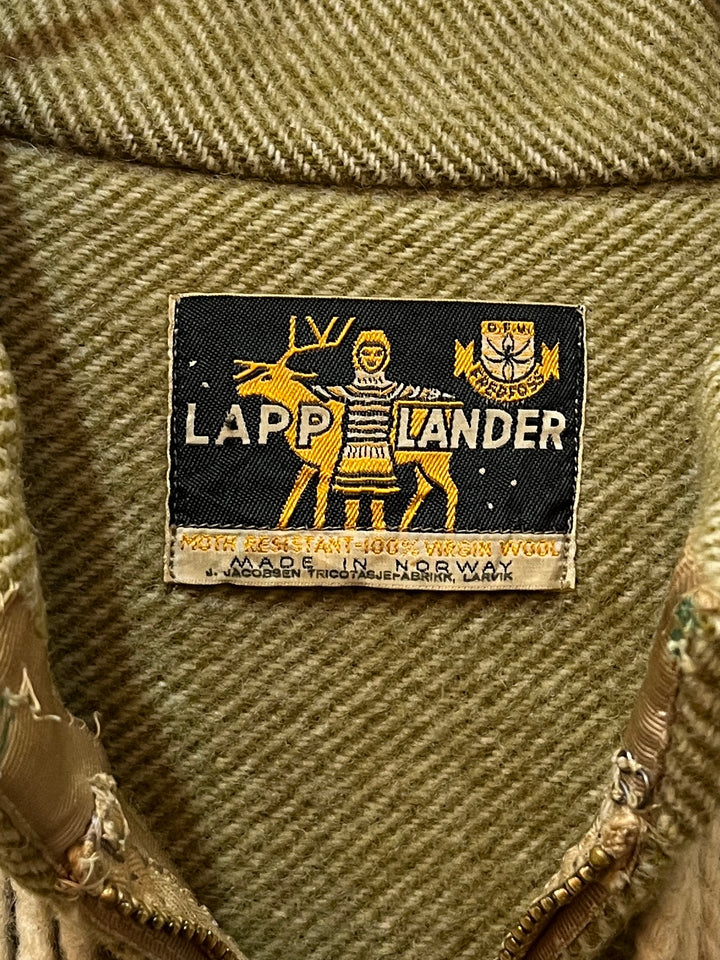 D.F.W.
FREDFOSS
LAPP LANDER
MOTH RESISTANT=100% VIRGIN WOOL
MADE IN NORWAY
J. JACOBSEN TRICOTASJEFABRIKK, LARVIK